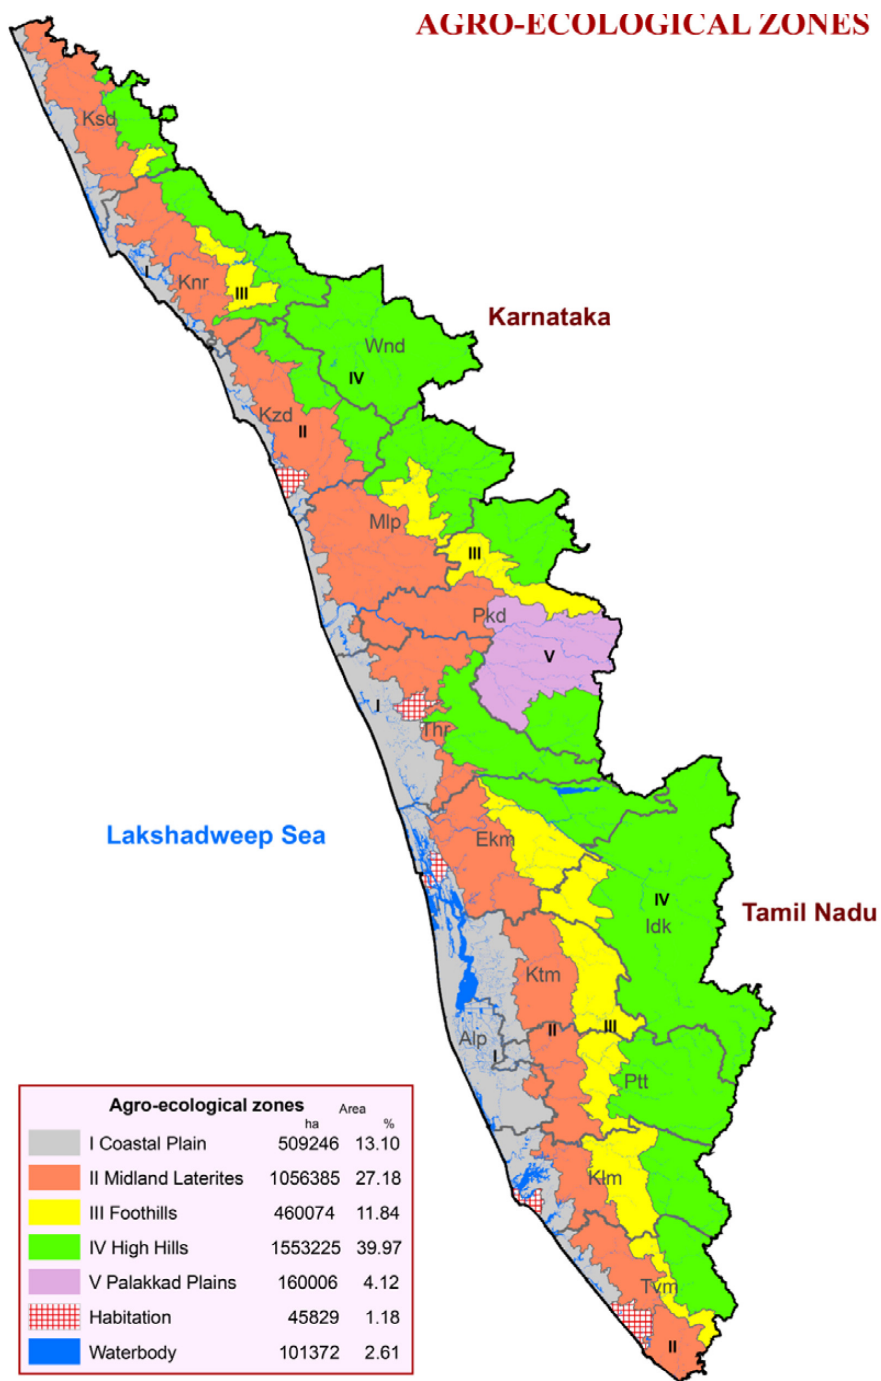 AGRO-ECOLOGICAL ZONES
Ksd
I
Knr
III
Karnataka
Wnd
IV
Kzd
II
Mlp
III
Pkd
V
I
Thr
Lakshadweep Sea
Ekm
IV
Idk
Tamil Nadu
Ktm
III
II
Alp
I
Ptt
Klm
Tvm
II
Agro-ecological zones Area
ha %
I Coastal Plain 509246 13.10
II Midland Laterites 1056385 27.18
III Foothills 460074 11.84
IV High Hills 1553225 39.97
V Palakkad Plains 160006 4.12
Habitation 45829 1.18
Waterbody 101372 2.61